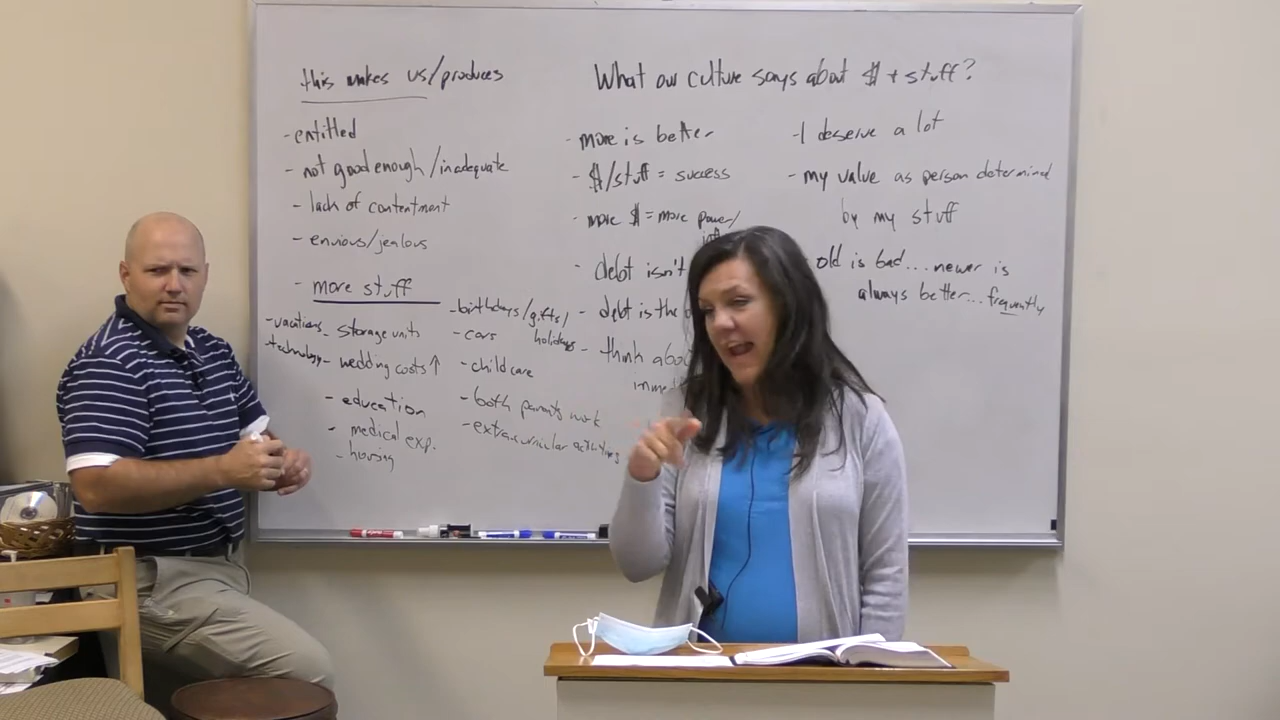 this makes us/produces
- entitled
- not good enough/inadequate
- lack of contentment
- envious/jealous
- more stuff
- vacations
- technology
- storage units
- wedding costs ↑
- education
- medical exp.
- housing
- birthdays/gifts/
holidays
- cars
- child care
- both parents work
- extracurricular activities
What our culture says about $ + stuff?
- more is better
- $/stuff = success
- more $ = more power/
- debt isn't
- debt is the
- think
- I deserve a lot
- my value as person determined
by my stuff
old is bad... newer is
always better... frequently